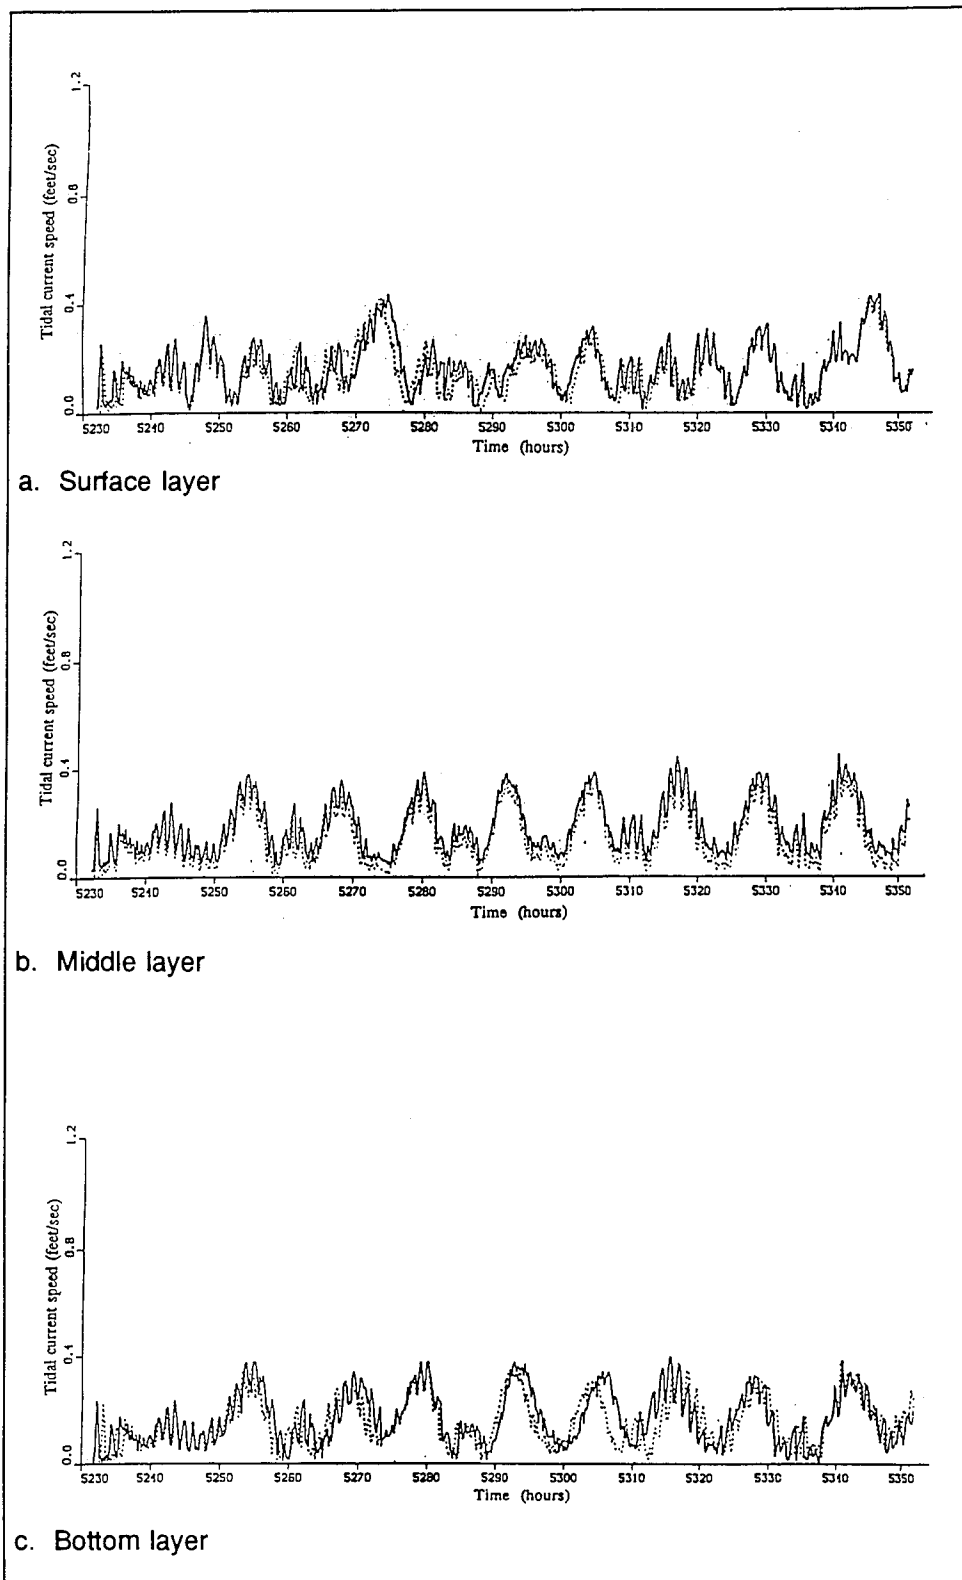 1.2
0.8
0.4
0.0
Tidal current speed (feet/sec)
5230 5240 5250 5260 5270 5280 5290 5300 5310 5320 5330 5340 5350
Time (hours)
a. Surface layer
1.2
0.8
0.4
0.0
Tidal current speed (feet/sec)
5230 5240 5250 5260 5270 5280 5290 5300 5310 5320 5330 5340 5350
Time (hours)
b. Middle layer
1.2
0.8
0.4
0.0
Tidal current speed (feet/sec)
5230 5240 5250 5260 5270 5280 5290 5300 5310 5320 5330 5340 5350
Time (hours)
c. Bottom layer